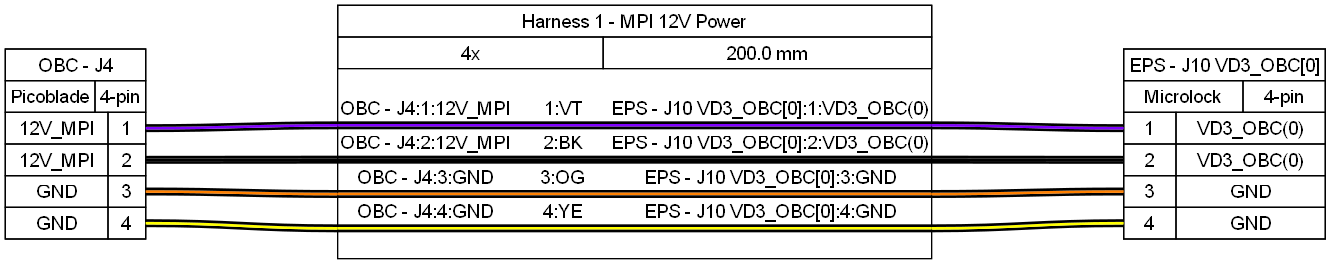 Harness 1 - MPI 12V Power
4x 200.0 mm
OBC - J4
Picoblade 4-pin
12V_MPI 1
12V_MPI 2
GND 3
GND 4
OBC - J4:1:12V_MPI 1:VT EPS - J10 VD3_OBC[0]:1:VD3_OBC(0)
OBC - J4:2:12V_MPI 2:BK EPS - J10 VD3_OBC[0]:2:VD3_OBC(0)
OBC - J4:3:GND 3:OG EPS - J10 VD3_OBC[0]:3:GND
OBC - J4:4:GND 4:YE EPS - J10 VD3_OBC[0]:4:GND
EPS - J10 VD3_OBC[0]
Microlock 4-pin
1 VD3_OBC(0)
2 VD3_OBC(0)
3 GND
4 GND